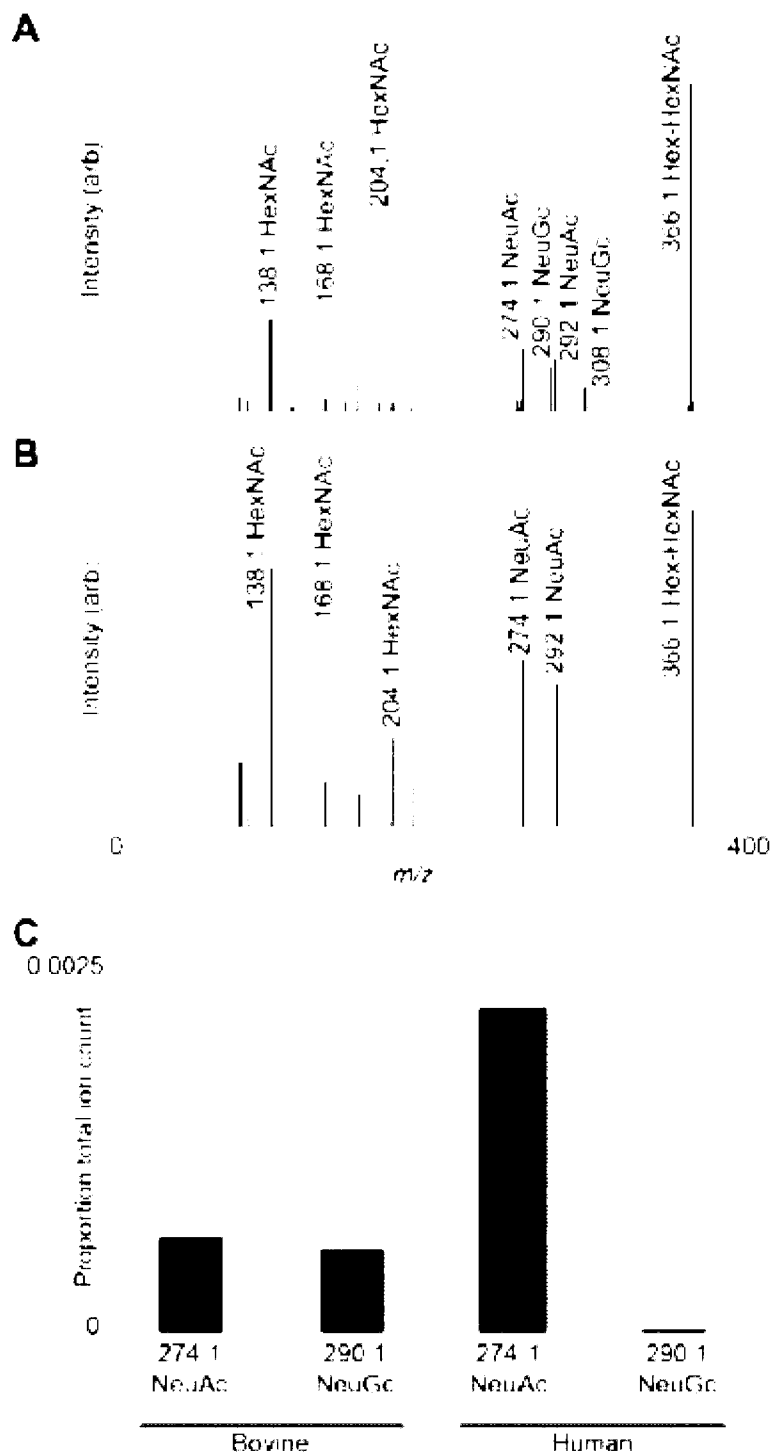 A
Intensity (arb)
138 1 HexNAc
168 1 HexNAc
204.1 HexNAc
274 1 NeuAc
290 1 NeuGc
292 1 NeuAc
308 1 NeuGc
366 1 Hex-HexNAC
B
Intensity (arb)
138 1 HexNAc
168 1 HexNAc
204 1 HexNAc
274 1 NeuAc
292 1 NeuAc
366 1 Hex-HexNAc
0
400
m/z
C
0 0025
Proportion total ion count
0
274 1
NeuAc
290 1
NeuGc
274 1
NeuAc
290 1
NeuGc
Bovine
Human